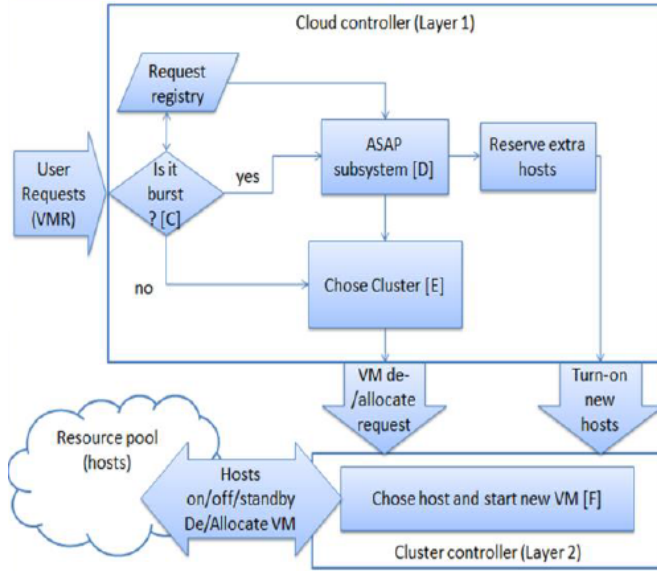 Cloud controller (Layer 1)
Request
registry
User
Requests
(VMR)
Is it
burst
? [C]
yes
no
ASAP
subsystem [D]
Reserve extra
hosts
Chose Cluster [E]
VM de-
/allocate
request
Turn-on
new
hosts
Resource pool
(hosts)
Hosts
on/off/standby
De/Allocate VM
Chose host and start new VM [F]
Cluster controller (Layer 2)